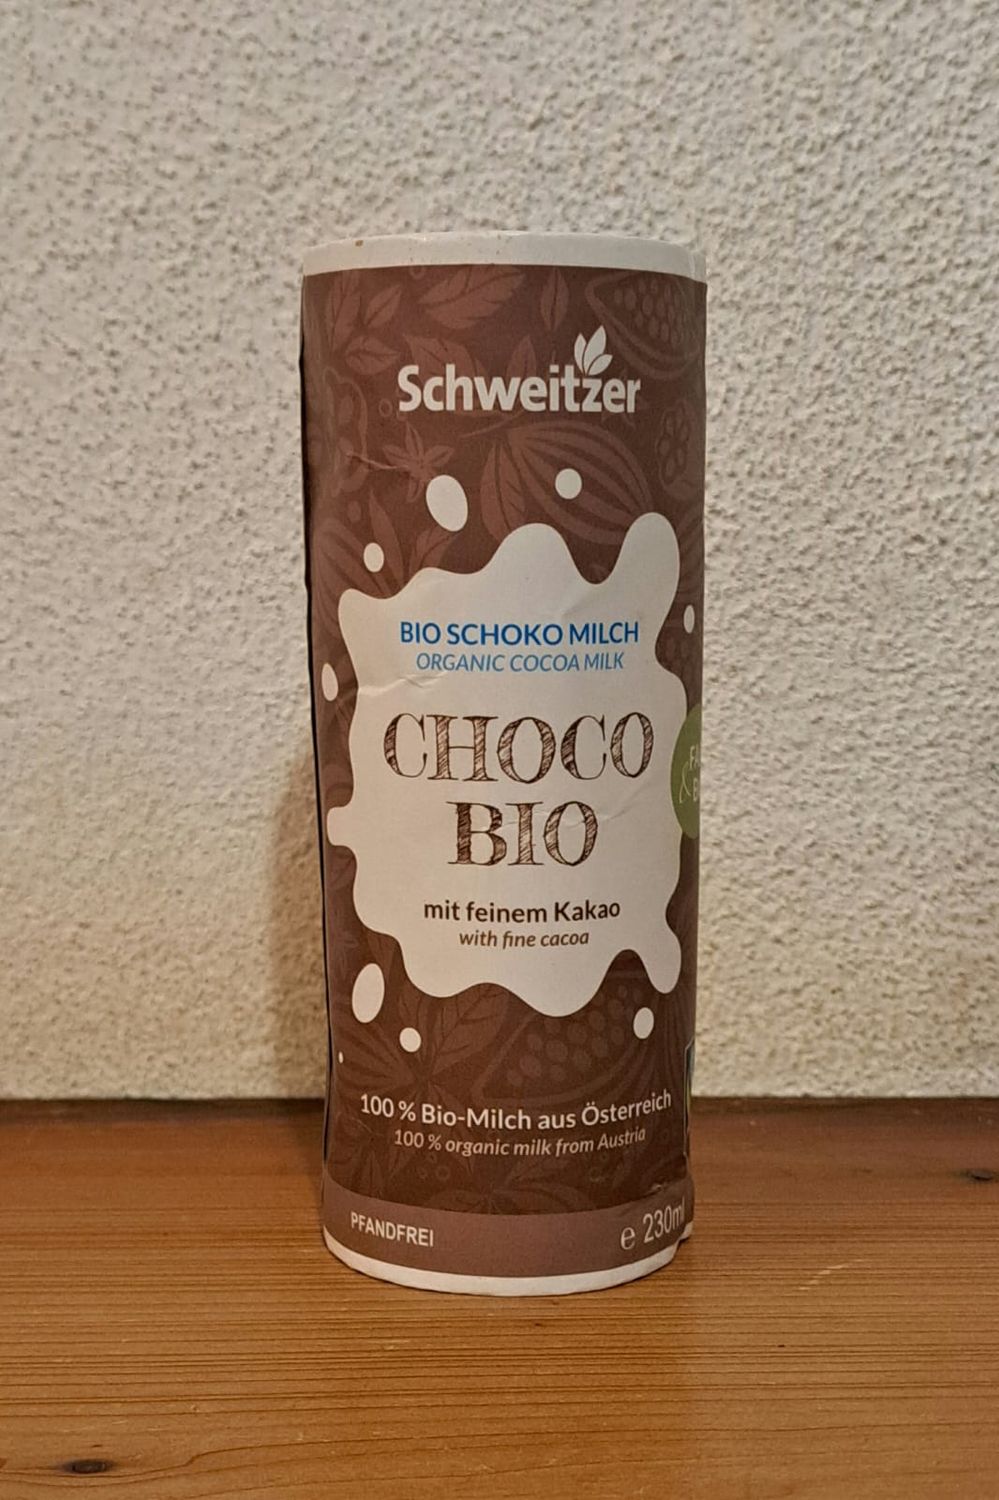 Schweitzer
BIO SCHOKO MILCH
ORGANIC COCOA MILK
CHOCO
BIO
mit feinem Kakao
with fine cacoa
100 % Bio-Milch aus Österreich
100 % organic milk from Austria
PFANDFREI
℮ 230ml